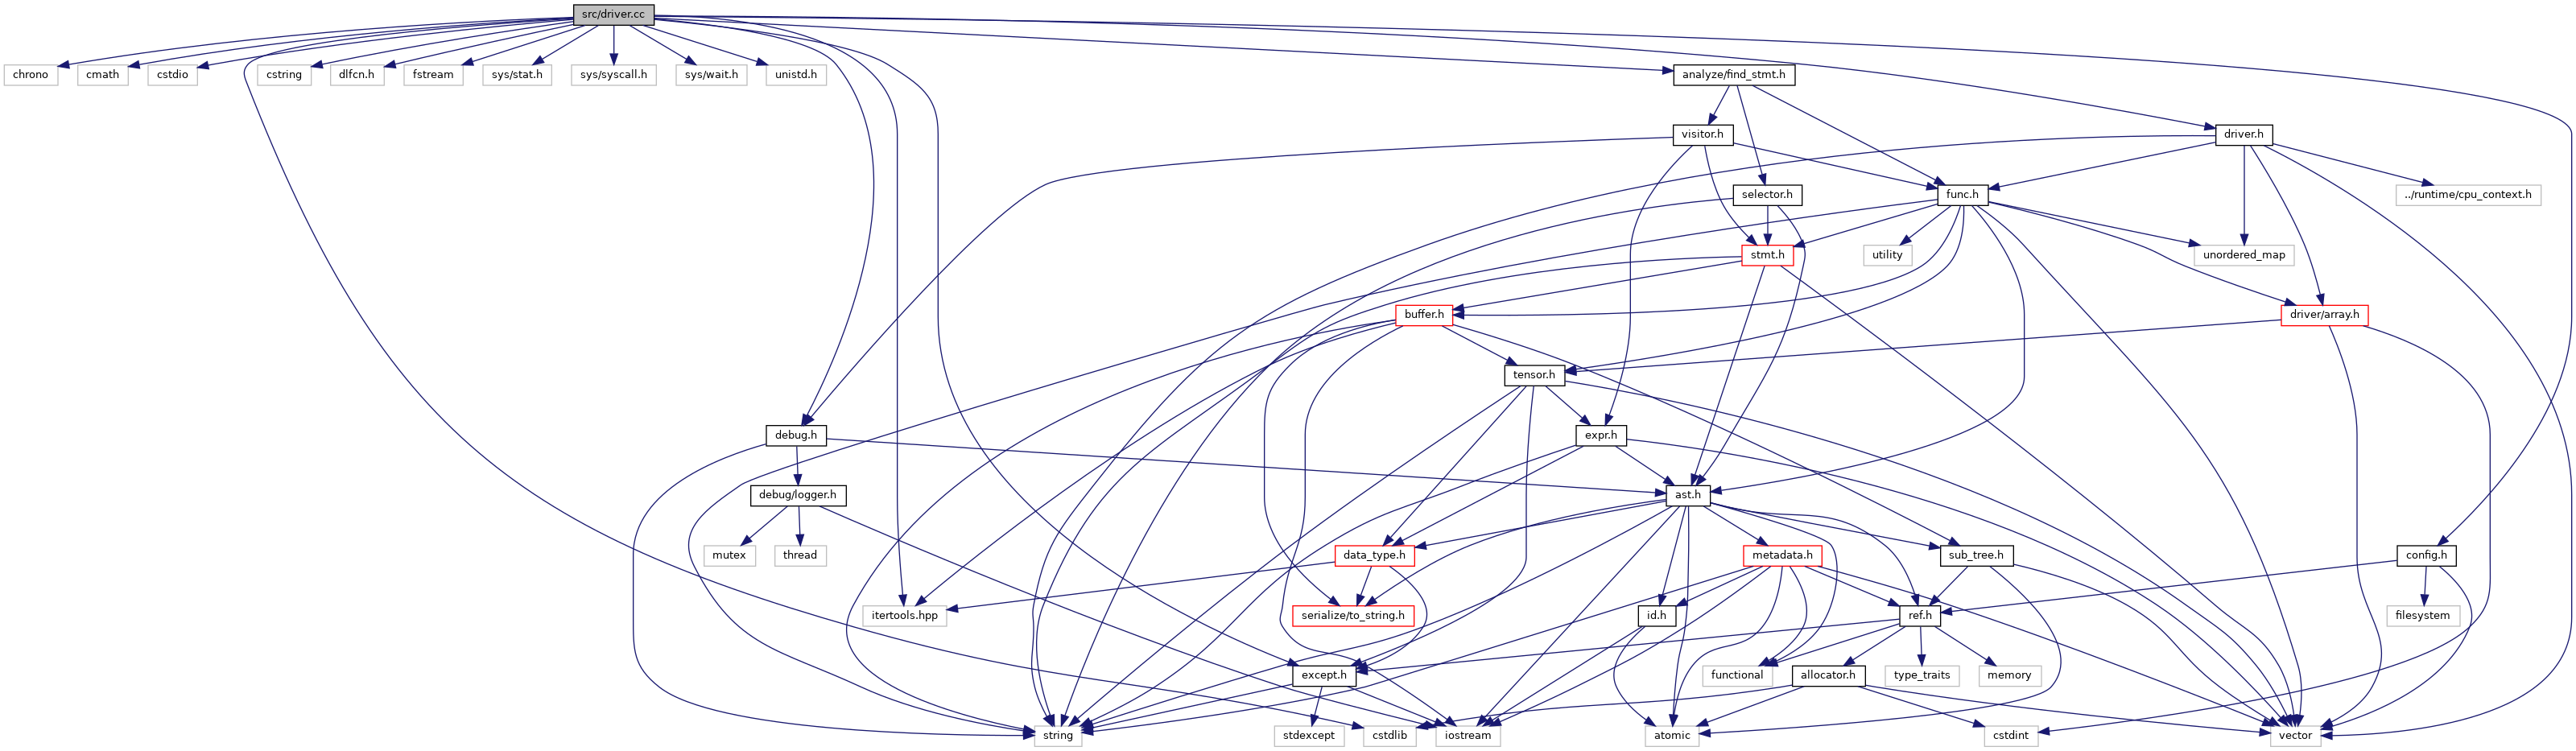 src/driver.cc
chrono
cmath
cstdio
cstring
dlfcn.h
fstream
sys/stat.h
sys/syscall.h
sys/wait.h
unistd.h
analyze/find_stmt.h
visitor.h
driver.h
selector.h
func.h
../runtime/cpu_context.h
stmt.h
utility
unordered_map
buffer.h
driver/array.h
tensor.h
debug.h
expr.h
debug/logger.h
ast.h
mutex
thread
data_type.h
metadata.h
sub_tree.h
config.h
itertools.hpp
serialize/to_string.h
id.h
ref.h
filesystem
except.h
functional
allocator.h
type_traits
memory
string
stdexcept
cstdlib
iostream
atomic
cstdint
vector